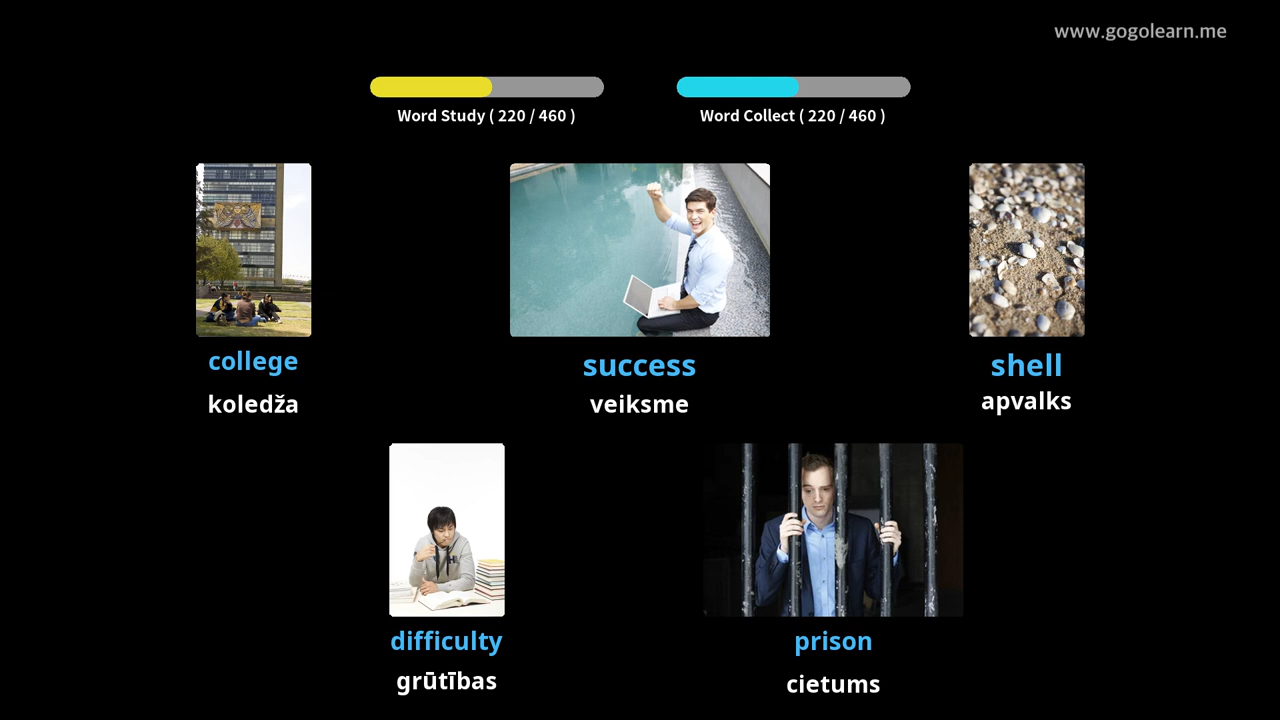 www.gogolearn.me
Word Study ( 220 / 460 )
Word Collect ( 220 / 460 )
college
koledža
success
veiksme
shell
apvalks
difficulty
grūtības
prison
cietums